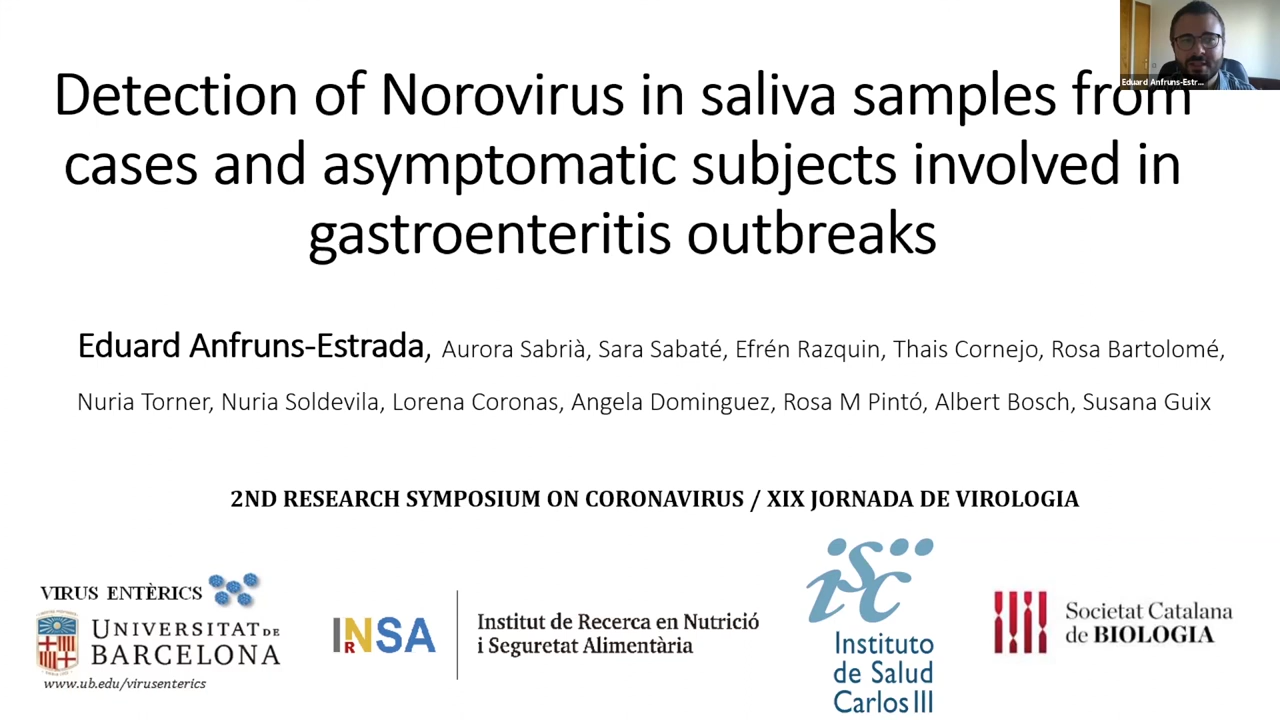 Eduard Anfruns-Estr...
Detection of Norovirus in saliva samples from
cases and asymptomatic subjects involved in
gastroenteritis outbreaks
Eduard Anfruns-Estrada, Aurora Sabrià, Sara Sabaté, Efrén Razquin, Thais Cornejo, Rosa Bartolomé,
Nuria Torner, Nuria Soldevila, Lorena Coronas, Angela Dominguez, Rosa M Pintó, Albert Bosch, Susana Guix
2ND RESEARCH SYMPOSIUM ON CORONAVIRUS / XIX JORNADA DE VIROLOGIA
VIRUS ENTÈRICS
UNIVERSITAT DE
BARCELONA
www.ub.edu/virusenterics
INRSA
Institut de Recerca en Nutrició
i Seguretat Alimentària
isc
Instituto
de Salud
Carlos III
Societat Catalana
de BIOLOGIA